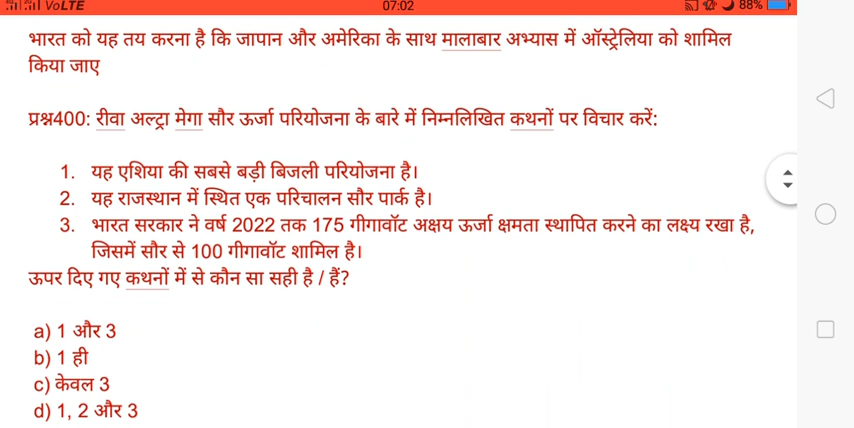 VoLTE 07:02 88%
भारत को यह तय करना है कि जापान और अमेरिका के साथ मालाबार अभ्यास में ऑस्ट्रेलिया को शामिल
किया जाए
प्रश्न400: रीवा अल्ट्रा मेगा सौर ऊर्जा परियोजना के बारे में निम्नलिखित कथनों पर विचार करें:
1. यह एशिया की सबसे बड़ी बिजली परियोजना है।
2. यह राजस्थान में स्थित एक परिचालन सौर पार्क है।
3. भारत सरकार ने वर्ष 2022 तक 175 गीगावॉट अक्षय ऊर्जा क्षमता स्थापित करने का लक्ष्य रखा है,
जिसमें सौर से 100 गीगावॉट शामिल है।
ऊपर दिए गए कथनों में से कौन सा सही है / हैं?
a) 1 और 3
b) 1 ही
c) केवल 3
d) 1, 2 और 3